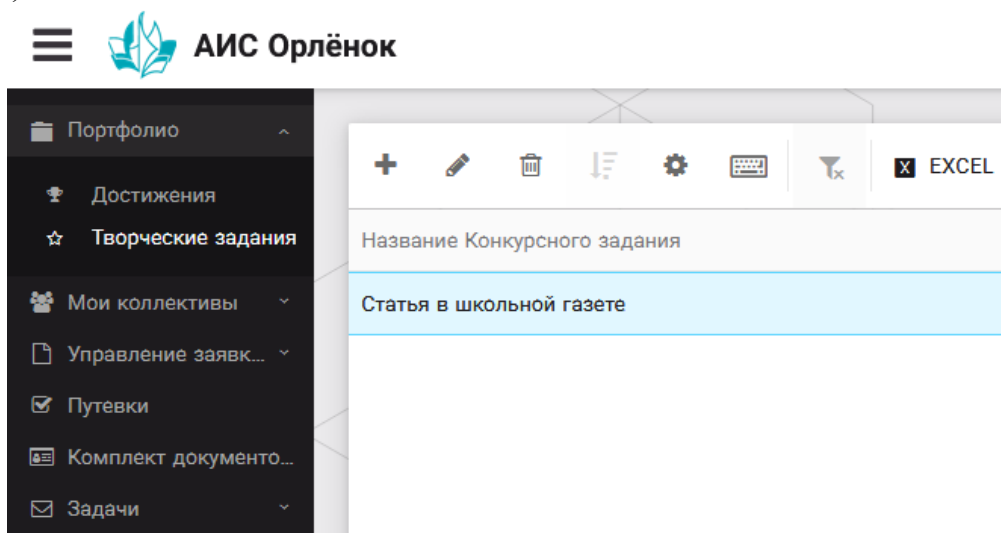 АИС Орлёнок
Портфолио
Достижения
Творческие задания
Мои коллективы
Управление заявк...
Путевки
Комплект документо...
Задачи
X EXCEL
Название Конкурсного задания
Статья в школьной газете